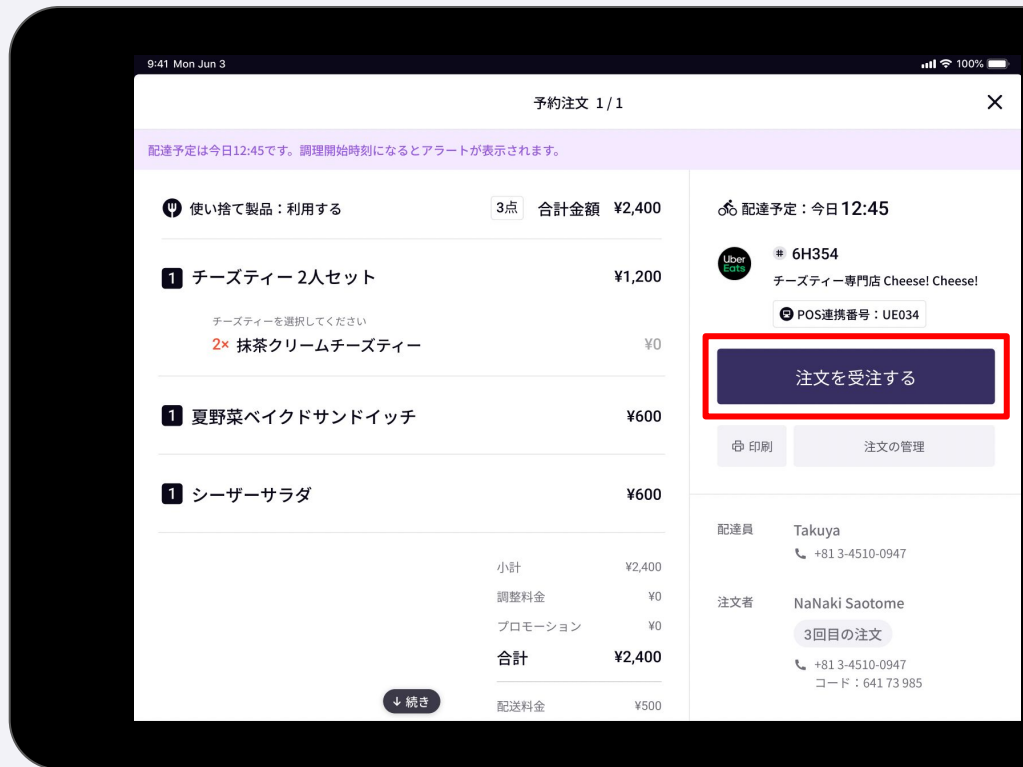 9:41 Mon Jun 3
100%
予約注文 1 / 1
配達予定は今日12:45です。調理開始時刻になるとアラートが表示されます。
使い捨て製品：利用する
3点 合計金額 ¥2,400
1 チーズティー 2人セット ¥1,200
チーズティーを選択してください
2× 抹茶クリームチーズティー ¥0
1 夏野菜ベイクドサンドイッチ ¥600
1 シーザーサラダ ¥600
小計 ¥2,400
調整料金 ¥0
プロモーション ¥0
合計 ¥2,400
配送料金 ¥500
続き
配達予定：今日12:45
Uber
Eats
# 6H354
チーズティー専門店 Cheese! Cheese!
POS連携番号：UE034
注文を受注する
印刷
注文の管理
配達員 Takuya
+81 3-4510-0947
注文者 NaNaki Saotome
3回目の注文
+81 3-4510-0947
コード：641 73 985